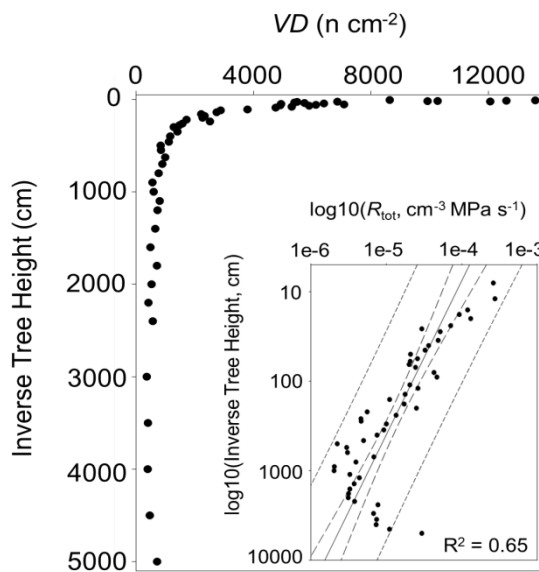 VD (n cm-2)
0 4000 8000 12000
0
1000
2000
3000
4000
5000
Inverse Tree Height (cm)
log10(Rtot, cm-3 MPa s-1)
1e-6 1e-5 1e-4 1e-3
10
100
1000
10000
log10(Inverse Tree Height, cm)
R2 = 0.65